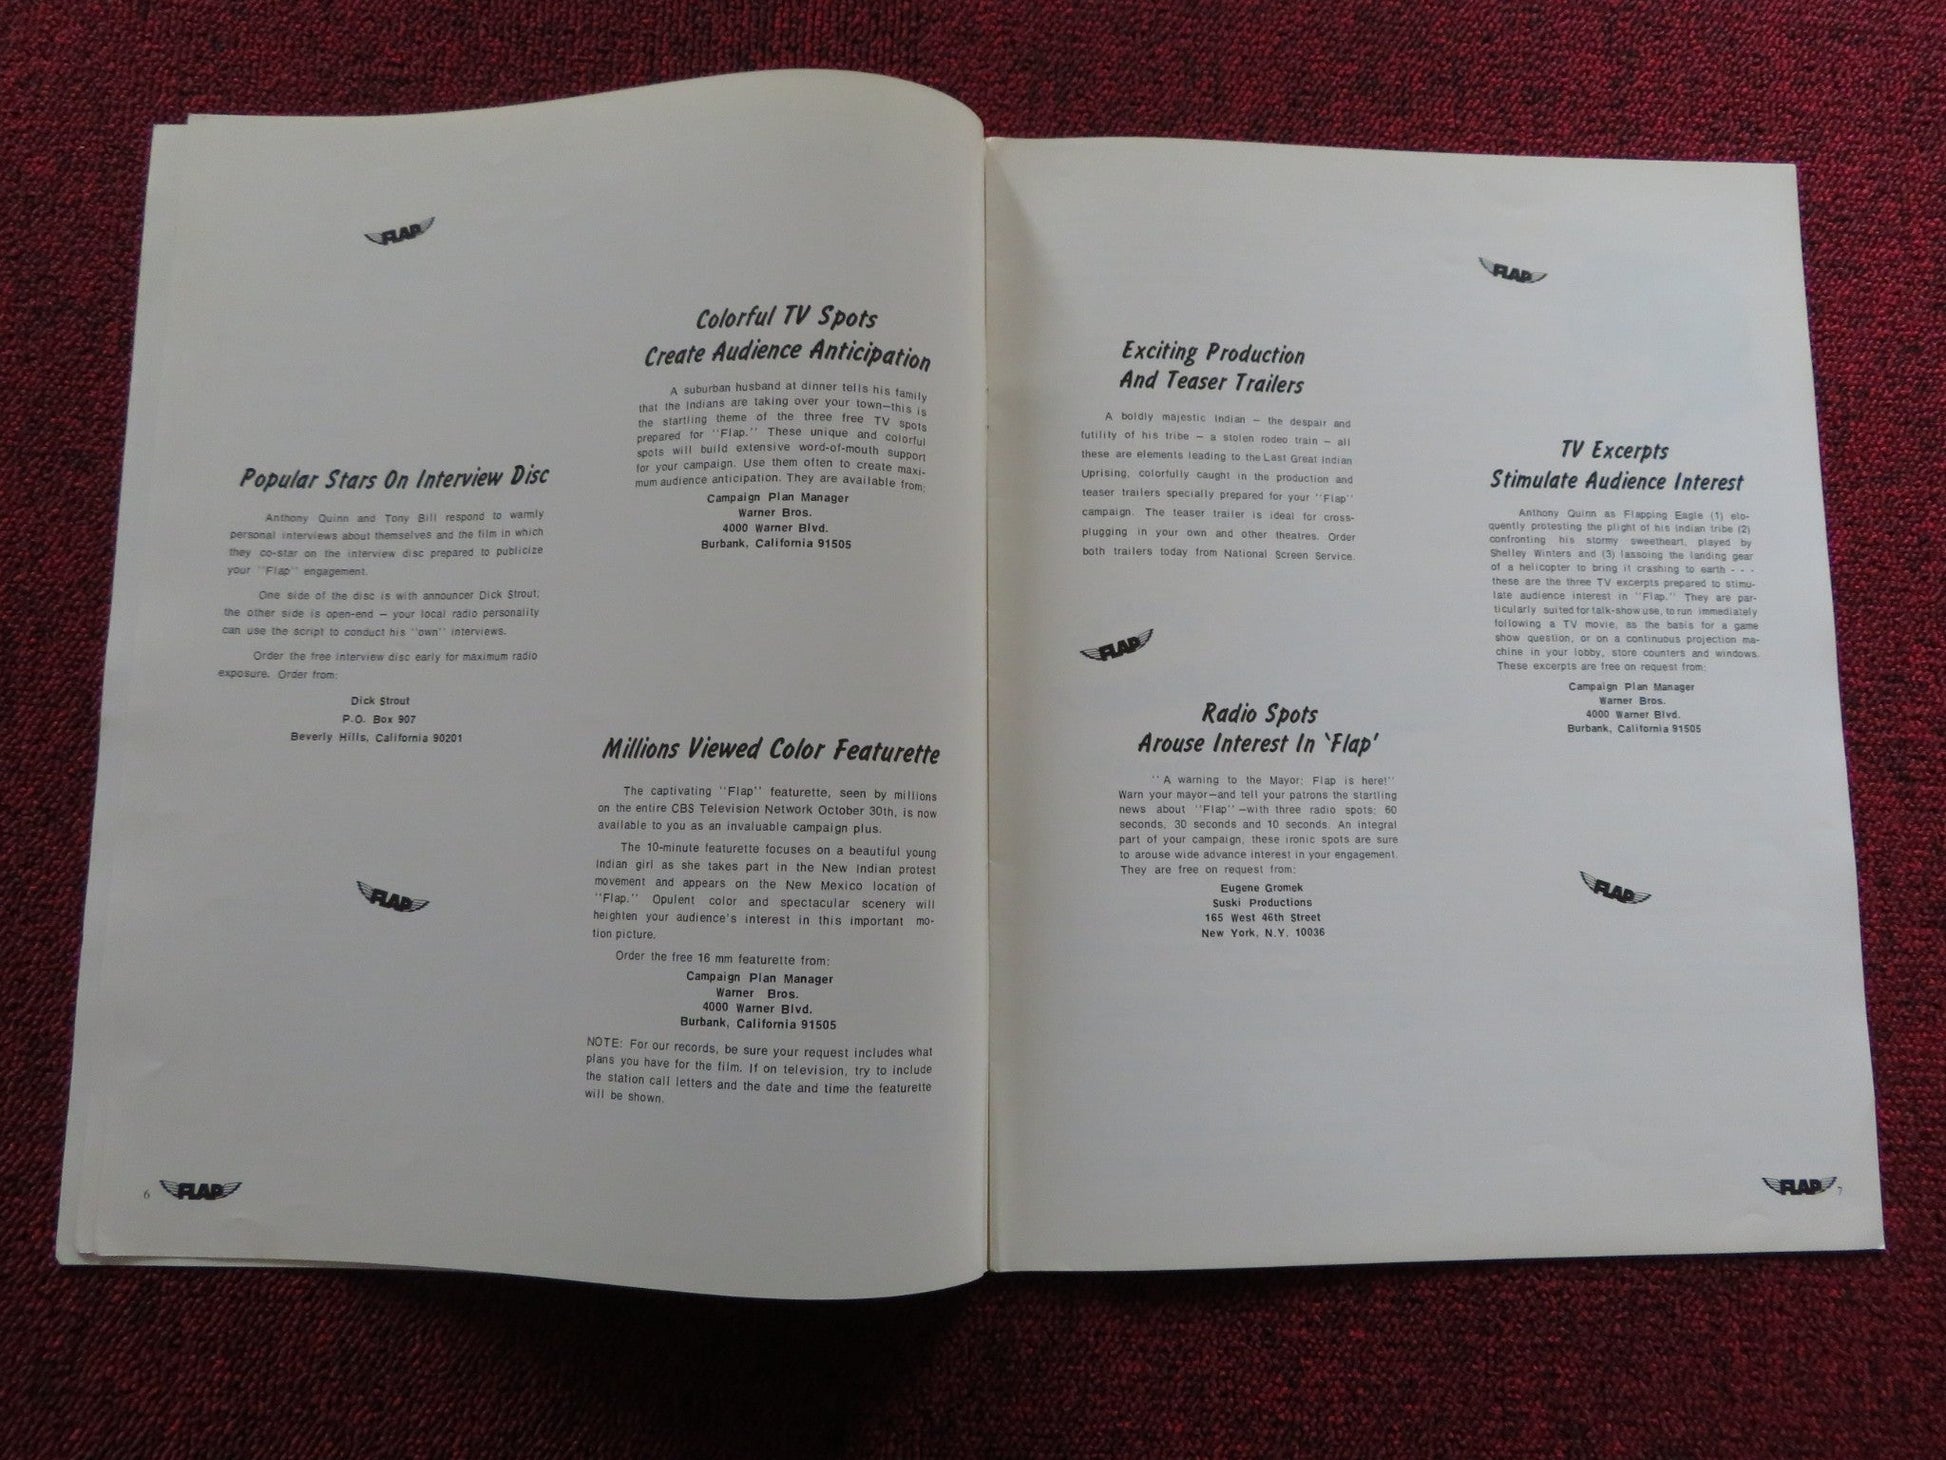 FLAP
Popular Stars On Interview Disc
Anthony Quinn and Tony Bill respond to warmly
personal interviews about themselves and the film in which
they co-star on the interview disc prepared to publicize
your "Flap" engagement.
One side of the disc is with announcer Dick Strout;
the other side is open-end — your local radio personality
can use the script to conduct his "own" interviews.
Order the free interview disc early for maximum radio
exposure. Order from:
Dick Strout
P.O. Box 907
Beverly Hills, California 90201
FLAP
6 FLAP
Colorful TV Spots
Create Audience Anticipation
A suburban husband at dinner tells his family
that the Indians are taking over your town—this is
the startling theme of the three free TV spots
prepared for "Flap." These unique and colorful
spots will build extensive word-of-mouth support
for your campaign. Use them often to create maxi-
mum audience anticipation. They are available from:
Campaign Plan Manager
Warner Bros.
4000 Warner Blvd.
Burbank, California 91505
Millions Viewed Color Featurette
The captivating "Flap" featurette, seen by millions
on the entire CBS Television Network October 30th, is now
available to you as an invaluable campaign plus.
The 10-minute featurette focuses on a beautiful young
Indian girl as she takes part in the New Indian protest
movement and appears on the New Mexico location of
"Flap." Opulent color and spectacular scenery will
heighten your audience's interest in this important mo-
tion picture.
Order the free 16 mm featurette from:
Campaign Plan Manager
Warner Bros.
4000 Warner Blvd.
Burbank, California 91505
NOTE: For our records, be sure your request includes what
plans you have for the film. If on television, try to include
the station call letters and the date and time the featurette
will be shown.
Exciting Production
And Teaser Trailers
A boldly majestic Indian — the despair and
futility of his tribe — a stolen rodeo train — all
these are elements leading to the Last Great Indian
Uprising, colorfully caught in the production and
teaser trailers specially prepared for your "Flap"
campaign. The teaser trailer is ideal for cross-
plugging in your own and other theatres. Order
both trailers today from National Screen Service.
FLAP
Radio Spots
Arouse Interest In 'Flap'
"A warning to the Mayor: Flap is here!"
Warn your mayor—and tell your patrons the startling
news about "Flap"—with three radio spots: 60
seconds, 30 seconds and 10 seconds. An integral
part of your campaign, these ironic spots are sure
to arouse wide advance interest in your engagement.
They are free on request from:
Eugene Gromek
Suski Productions
165 West 46th Street
New York, N.Y. 10036
FLAP
TV Excerpts
Stimulate Audience Interest
Anthony Quinn as Flapping Eagle (1) elo-
quently protesting the plight of his Indian tribe (2)
confronting his stormy sweetheart, played by
Shelley Winters and (3) lassoing the landing gear
of a helicopter to bring it crashing to earth - - -
these are the three TV excerpts prepared to stimu-
late audience interest in "Flap." They are par-
ticularly suited for talk-show use, to run immediately
following a TV movie, as the basis for a game
show question, or on a continuous projection ma-
chine in your lobby, store counters and windows.
These excerpts are free on request from:
Campaign Plan Manager
Warner Bros.
4000 Warner Blvd.
Burbank, California 91505
FLAP
FLAP 7